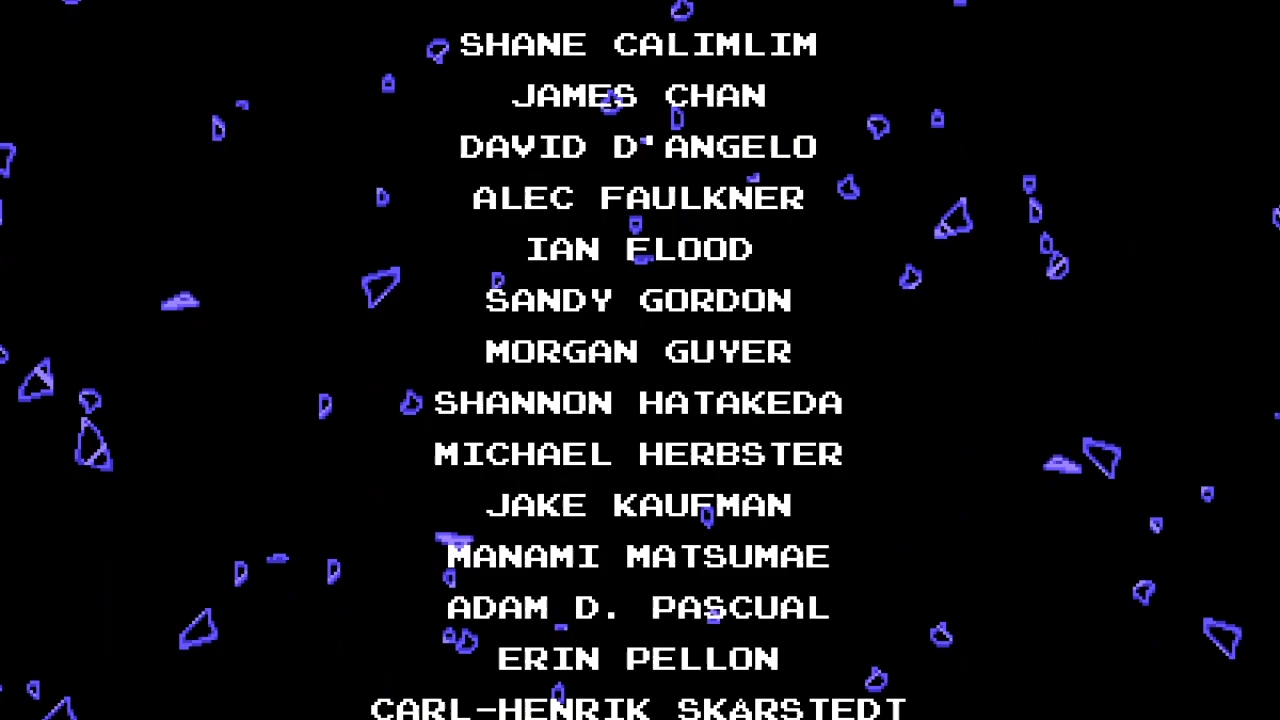 SHANE CALIMLIM
JAMES CHAN
DAVID D'ANGELO
ALEC FAULKNER
IAN FLOOD
SANDY GORDON
MORGAN GUYER
SHANNON HATAKEDA
MICHAEL HERBSTER
JAKE KAUFMAN
MANAMI MATSUMAE
ADAM D. PASCUAL
ERIN PELLON
CARL-HENRIK SKARSTEDT